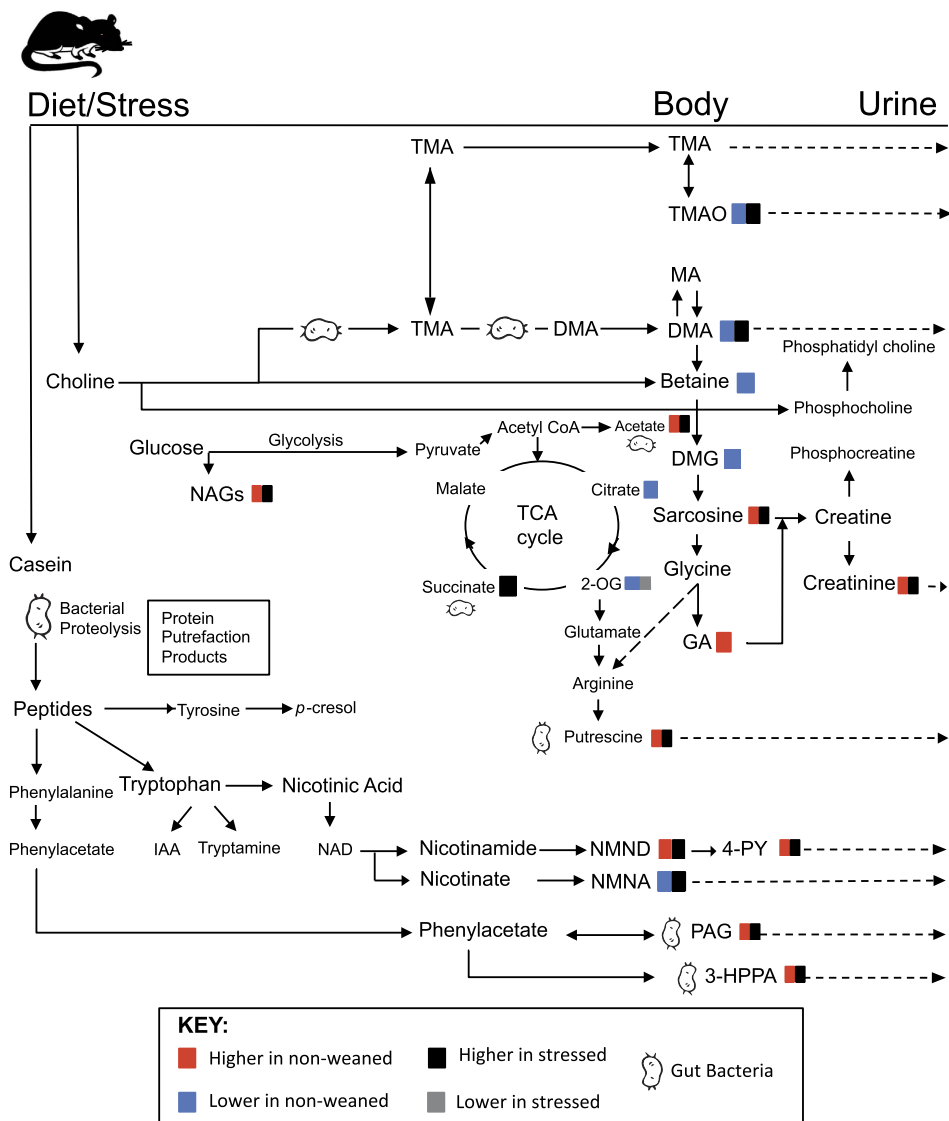 Diet/Stress
Body
Urine
TMA
TMA
TMAO
MA
TMA
DMA
DMA
Phosphatidyl choline
Choline
Betaine
Phosphocholine
Glucose
Glycolysis
Pyruvate
Acetyl CoA
Acetate
DMG
Phosphocreatine
NAGs
Malate
Citrate
TCA
cycle
Sarcosine
Creatine
Casein
Succinate
2-OG
Glycine
Creatinine
Bacterial
Proteolysis
Protein
Putrefaction
Products
Glutamate
GA
Arginine
Peptides
Tyrosine
p-cresol
Putrescine
Phenylalanine
Tryptophan
Nicotinic Acid
Phenylacetate
IAA
Tryptamine
NAD
Nicotinamide
NMND
4-PY
Nicotinate
NMNA
Phenylacetate
PAG
3-HPPA
KEY:
Higher in non-weaned
Higher in stressed
Gut Bacteria
Lower in non-weaned
Lower in stressed